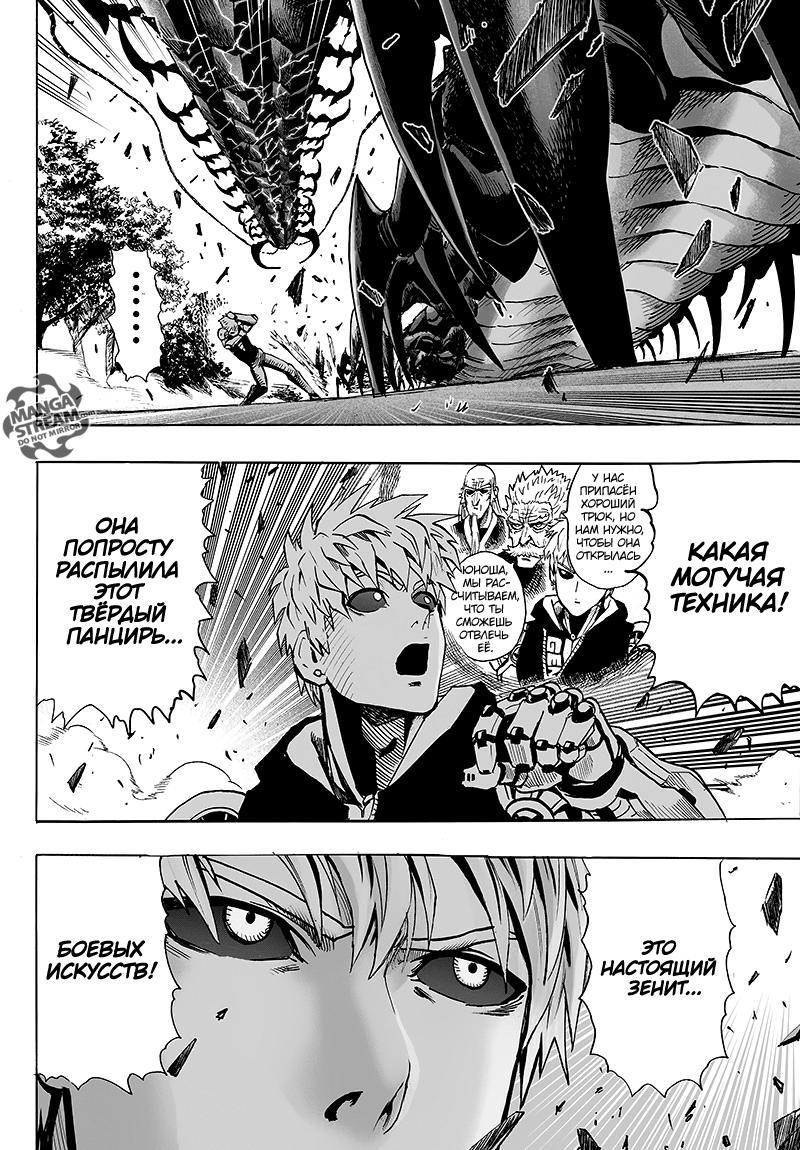 MANGA
STREAM.com
DO NOT MIRROR
КАКАЯ
МОГУЧАЯ
ТЕХНИКА!
У НАС
ПРИПАСЁН
ХОРОШИЙ
ТРЮК, НО
НАМ НУЖНО,
ЧТОБЫ ОНА
ОТКРЫЛАСЬ
...
ЮНОША,
МЫ РАС-
СЧИТЫВАЕМ,
ЧТО ТЫ
СМОЖЕШЬ
ОТВЛЕЧЬ
ЕЁ.
GEN
ОНА
ПОПРОСТУ
РАСПЫЛИЛА
ЭТОТ
ТВЁРДЫЙ
ПАНЦИРЬ...
ЭТО
НАСТОЯЩИЙ
ЗЕНИТ...
БОЕВЫХ
ИСКУССТВ!